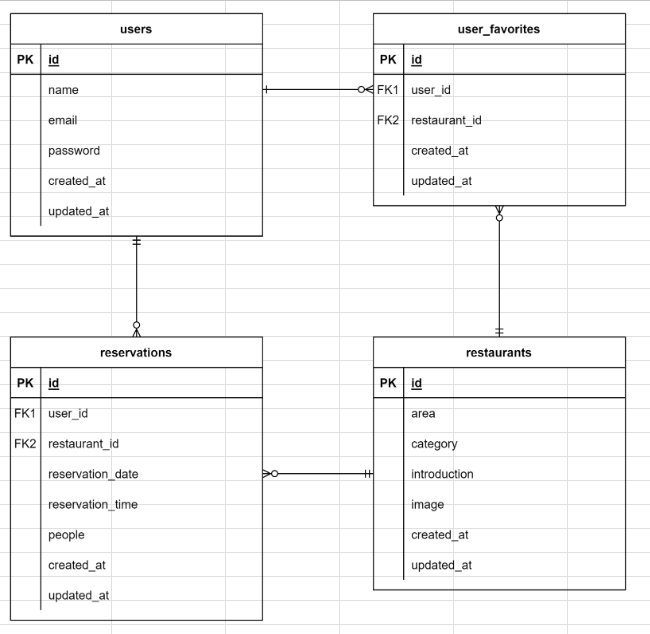 users
PK id
name
email
password
created_at
updated_at
user_favorites
PK id
FK1 user_id
FK2 restaurant_id
created_at
updated_at
reservations
PK id
FK1 user_id
FK2 restaurant_id
reservation_date
reservation_time
people
created_at
updated_at
restaurants
PK id
area
category
introduction
image
created_at
updated_at